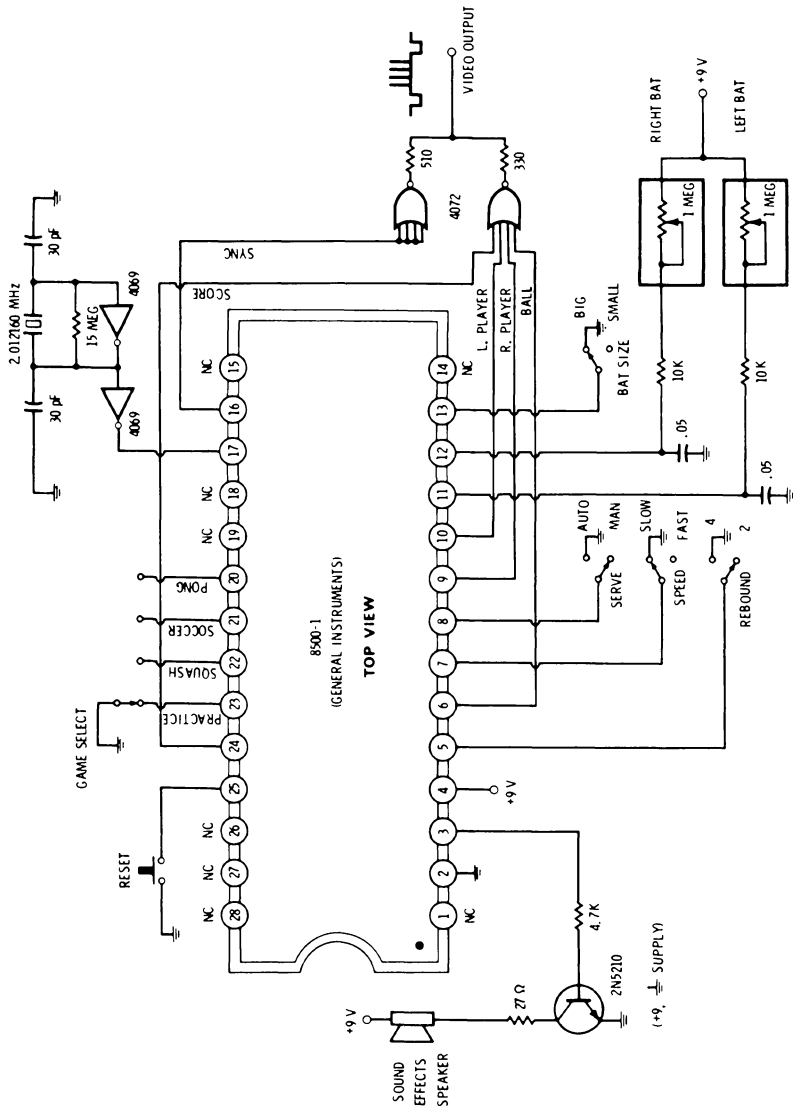 30 pF
2.012160 MHz
30 pF
15 MEG
4069
4069
SYNC
SCORE
510
330
4072
VIDEO OUTPUT
GAME SELECT
RESET
PRACTICE
SQUASH
SOCCER
PONG
NC
NC
NC
NC
NC
NC
28
27
26
25
24
23
22
21
20
19
18
17
16
15
8500-1
(GENERAL INSTRUMENTS)
TOP VIEW
1
2
3
4
5
6
7
8
9
10
11
12
13
14
NC
NC
L. PLAYER
R. PLAYER
BALL
BIG
SMALL
BAT SIZE
AUTO
MAN
SERVE
SLOW
FAST
SPEED
4
2
REBOUND
+9 V
10K
10K
.05
.05
1 MEG
1 MEG
RIGHT BAT
LEFT BAT
+9 V
4.7K
2N5210
(+9, SUPPLY)
27 Ω
+9 V
SOUND
EFFECTS
SPEAKER